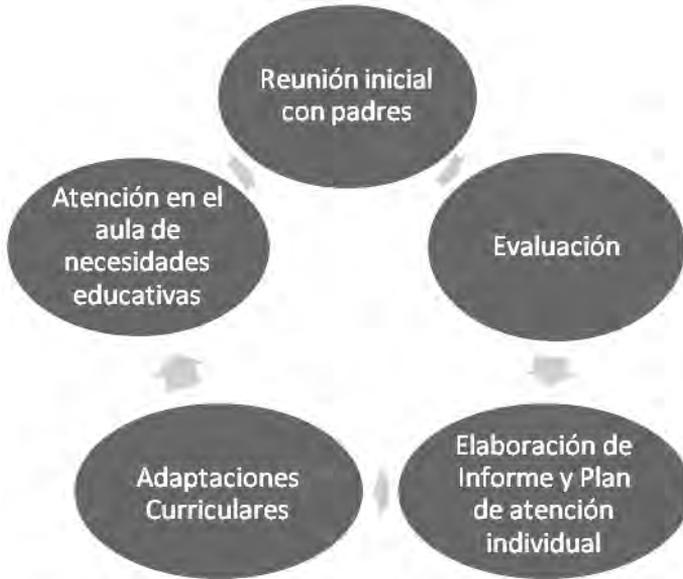 Reunión inicial
con padres
Evaluación
Elaboración de
Informe y Plan
de atención
individual
Adaptaciones
Curriculares
Atención en el
aula de
necesidades
educativas